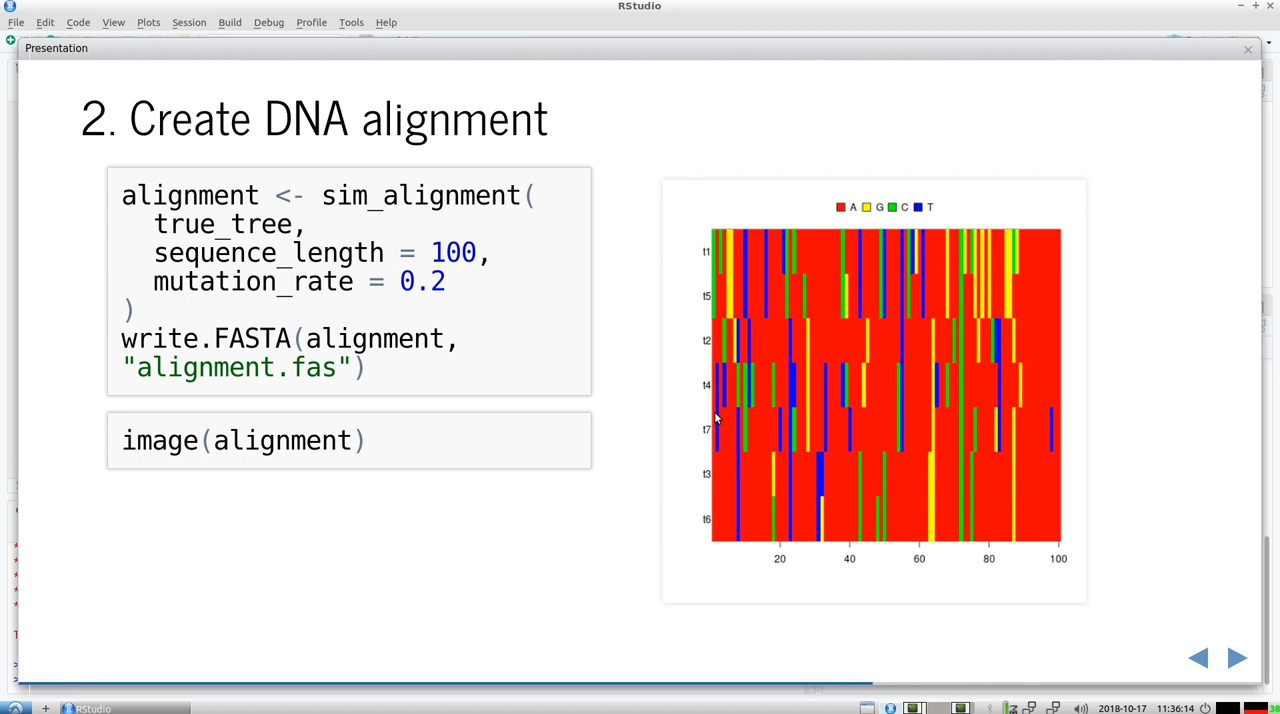 RStudio
File Edit Code View Plots Session Build Debug Profile Tools Help
Presentation
2. Create DNA alignment
alignment <- sim_alignment(
true_tree,
sequence_length = 100,
mutation_rate = 0.2
)
write.FASTA(alignment,
"alignment.fas")
image(alignment)
A G C T
t1
t5
t2
t4
t7
t3
t6
20 40 60 80 100
RStudio
2018-10-17 11:36:14
38